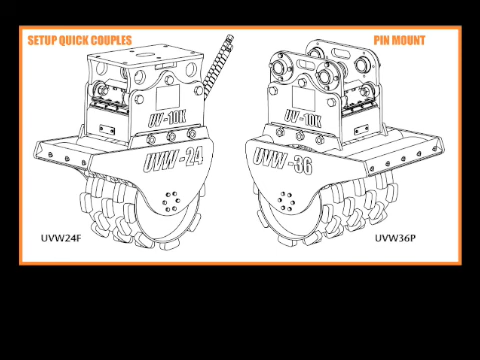 SETUP QUICK COUPLES
PIN MOUNT
UV-10K
UV-10K
UVW-24
UVW-36
UVW24F
UVW36P